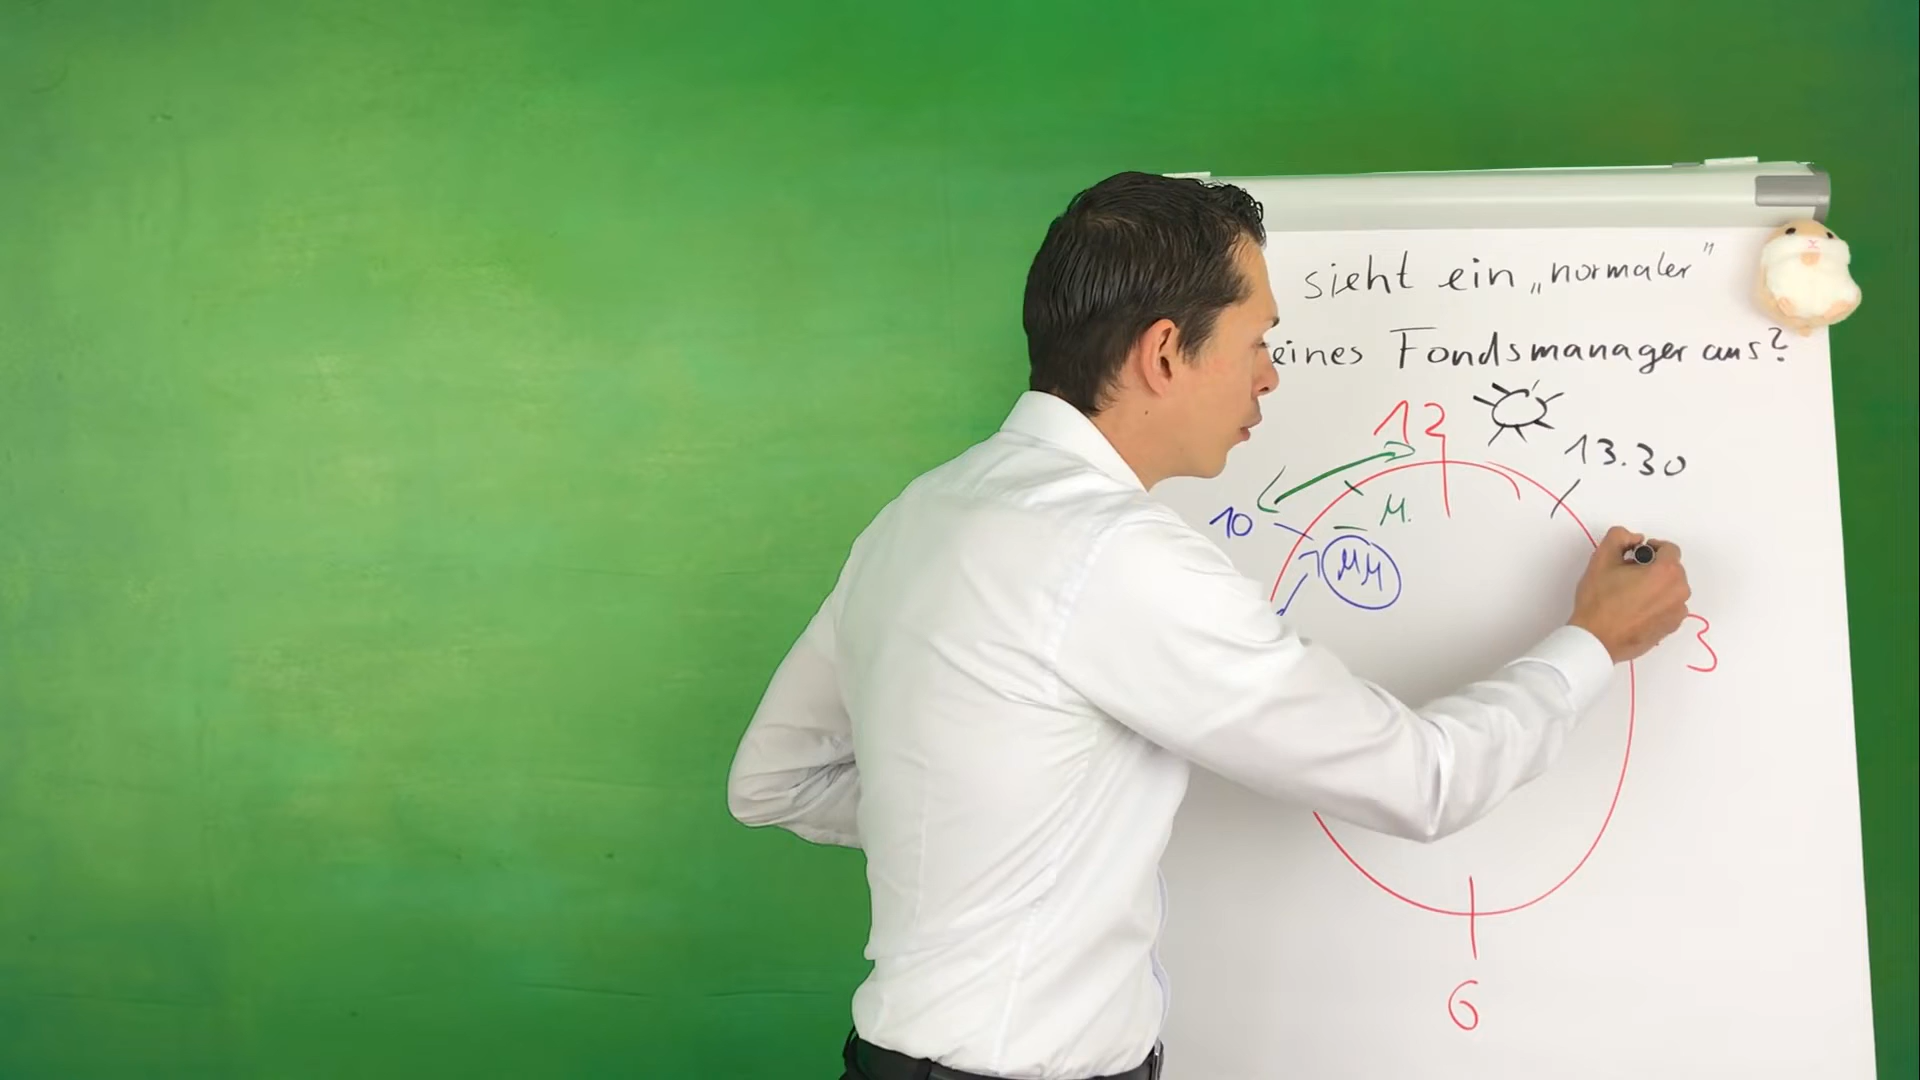 sieht ein „normaler"
eines Fondsmanager aus?
12
13.30
10
M.
MM
3
6